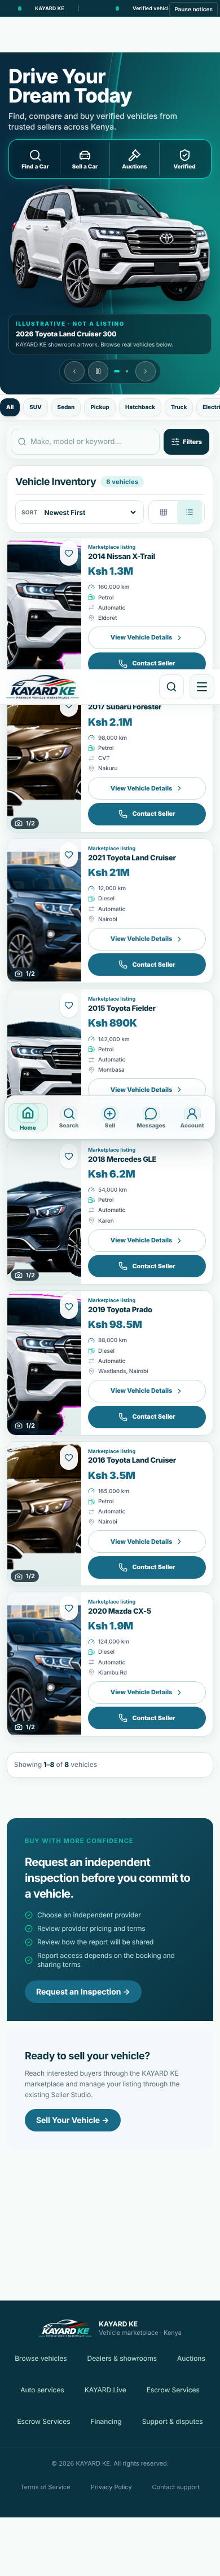 KAYARD KE
Verified vehicle
Pause notices
Drive Your
Dream Today
Find, compare and buy verified vehicles from
trusted sellers across Kenya.
Find a Car
Sell a Car
Auctions
Verified
ILLUSTRATIVE · NOT A LISTING
2026 Toyota Land Cruiser 300
KAYARD KE showroom artwork. Browse real vehicles below.
All
SUV
Sedan
Pickup
Hatchback
Truck
Electri
Make, model or keyword...
Filters
Vehicle Inventory
8 vehicles
SORT
Newest First
Marketplace listing
2014 Nissan X-Trail
Ksh 1.3M
160,000 km
Petrol
Automatic
Eldoret
View Vehicle Details
Contact Seller
KAYARD KE
2017 Subaru Forester
Ksh 2.1M
98,000 km
Petrol
CVT
Nakuru
View Vehicle Details
Contact Seller
1/2
Marketplace listing
2021 Toyota Land Cruiser
Ksh 21M
12,000 km
Diesel
Automatic
Nairobi
View Vehicle Details
Contact Seller
1/2
Marketplace listing
2015 Toyota Fielder
Ksh 890K
142,000 km
Petrol
Automatic
Mombasa
View Vehicle Details
Home
Search
Sell
Messages
Account
Marketplace listing
2018 Mercedes GLE
Ksh 6.2M
54,000 km
Petrol
Automatic
Karen
View Vehicle Details
Contact Seller
1/2
Marketplace listing
2019 Toyota Prado
Ksh 98.5M
88,000 km
Diesel
Automatic
Westlands, Nairobi
View Vehicle Details
Contact Seller
1/2
Marketplace listing
2016 Toyota Land Cruiser
Ksh 3.5M
165,000 km
Petrol
Automatic
Nairobi
View Vehicle Details
Contact Seller
1/2
Marketplace listing
2020 Mazda CX-5
Ksh 1.9M
124,000 km
Diesel
Automatic
Kiambu Rd
View Vehicle Details
Contact Seller
1/2
Showing 1–8 of 8 vehicles
BUY WITH MORE CONFIDENCE
Request an independent
inspection before you commit to
a vehicle.
Choose an independent provider
Review provider pricing and terms
Review how the report will be shared
Report access depends on the booking and
sharing terms
Request an Inspection →
Ready to sell your vehicle?
Reach interested buyers through the KAYARD KE
marketplace and manage your listing through the
existing Seller Studio.
Sell Your Vehicle →
KAYARD KE
KAYARD KE
Vehicle marketplace · Kenya
Browse vehicles
Dealers & showrooms
Auctions
Auto services
KAYARD Live
Escrow Services
Escrow Services
Financing
Support & disputes
© 2026 KAYARD KE. All rights reserved.
Terms of Service
Privacy Policy
Contact support